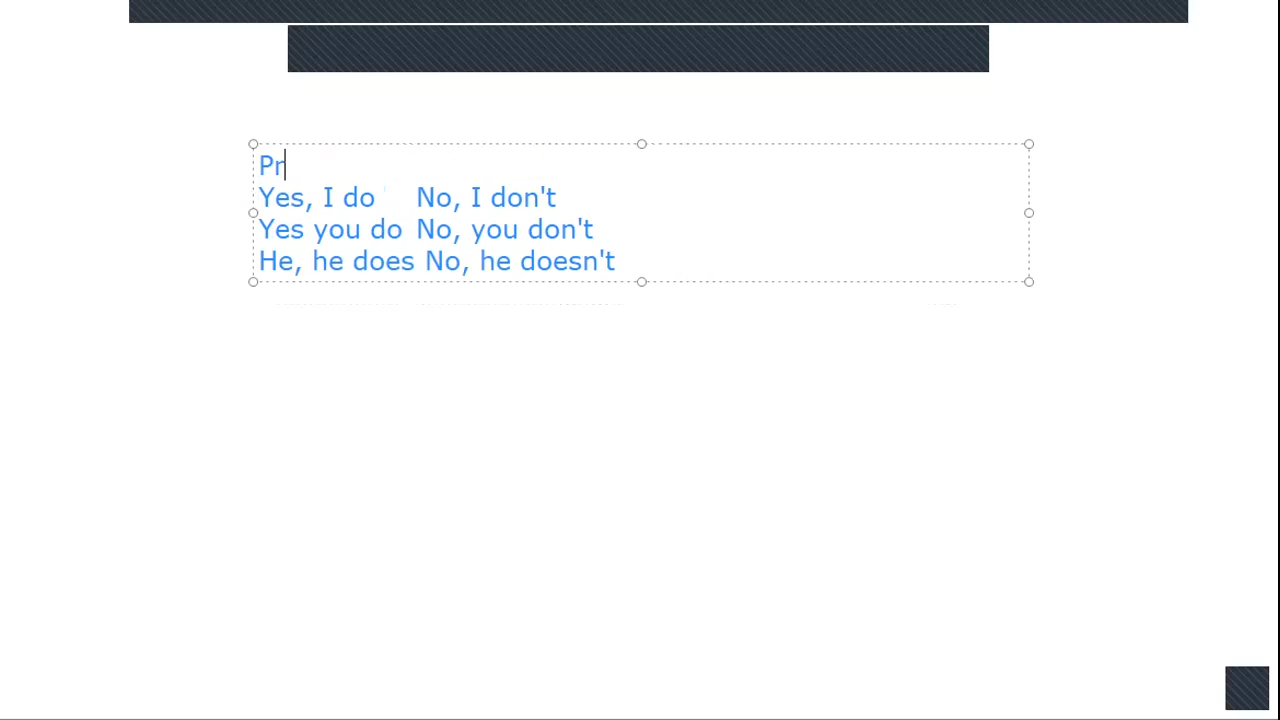 Pr
Yes, I do No, I don't
Yes you do No, you don't
He, he does No, he doesn't